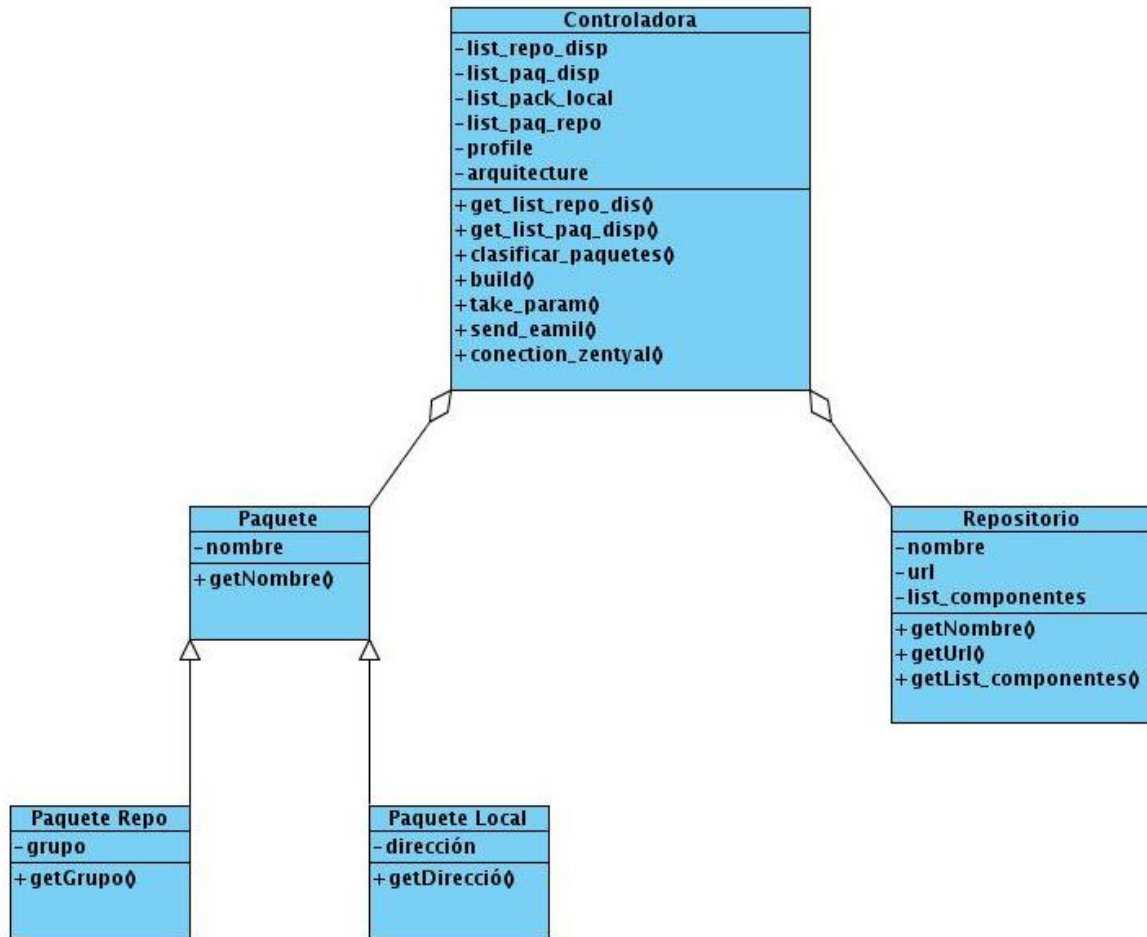 Controladora
-list_repo_disp
-list_paq_disp
-list_pack_local
-list_paq_repo
-profile
-arquitecture
+get_list_repo_dis()
+get_list_paq_disp()
+clasificar_paquetes()
+build()
+take_param()
+send_eamil()
+conection_zentyal()
Paquete
-nombre
+getNombre()
Repositorio
-nombre
-url
-list_componentes
+getNombre()
+getUrl()
+getList_componentes()
Paquete Repo
-grupo
+getGrupo()
Paquete Local
-dirección
+getDirecció()